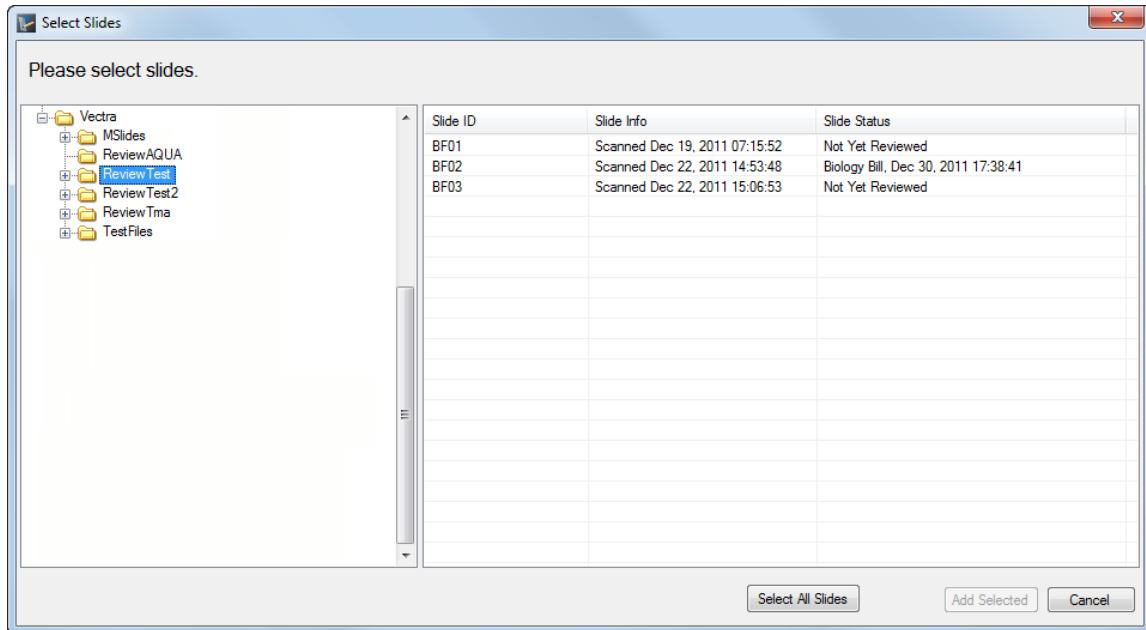 Select Slides
Please select slides.
Vectra
MSlides
ReviewAQUA
ReviewTest
ReviewTest2
ReviewTma
TestFiles
Slide ID Slide Info Slide Status
BF01 Scanned Dec 19, 2011 07:15:52 Not Yet Reviewed
BF02 Scanned Dec 22, 2011 14:53:48 Biology Bill, Dec 30, 2011 17:38:41
BF03 Scanned Dec 22, 2011 15:06:53 Not Yet Reviewed
Select All Slides Add Selected Cancel